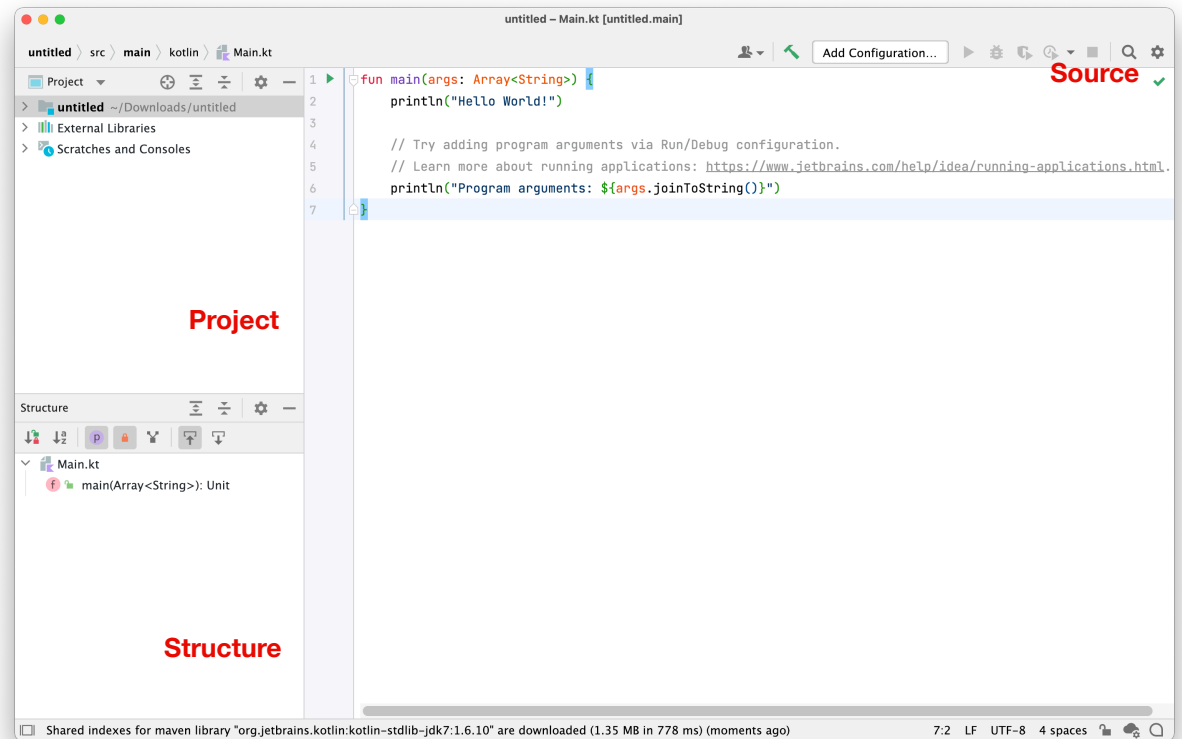 untitled – Main.kt [untitled.main]
untitled src main kotlin Main.kt
Add Configuration...
Source
Project
untitled ~/Downloads/untitled
External Libraries
Scratches and Consoles
Project
Structure
Main.kt
f main(Array<String>): Unit
Structure
1 fun main(args: Array<String>) {
2 println("Hello World!")
3
4 // Try adding program arguments via Run/Debug configuration.
5 // Learn more about running applications: https://www.jetbrains.com/help/idea/running-applications.html.
6 println("Program arguments: ${args.joinToString()}")
7 }
Shared indexes for maven library "org.jetbrains.kotlin:kotlin-stdlib-jdk7:1.6.10" are downloaded (1.35 MB in 778 ms) (moments ago) 7:2 LF UTF-8 4 spaces